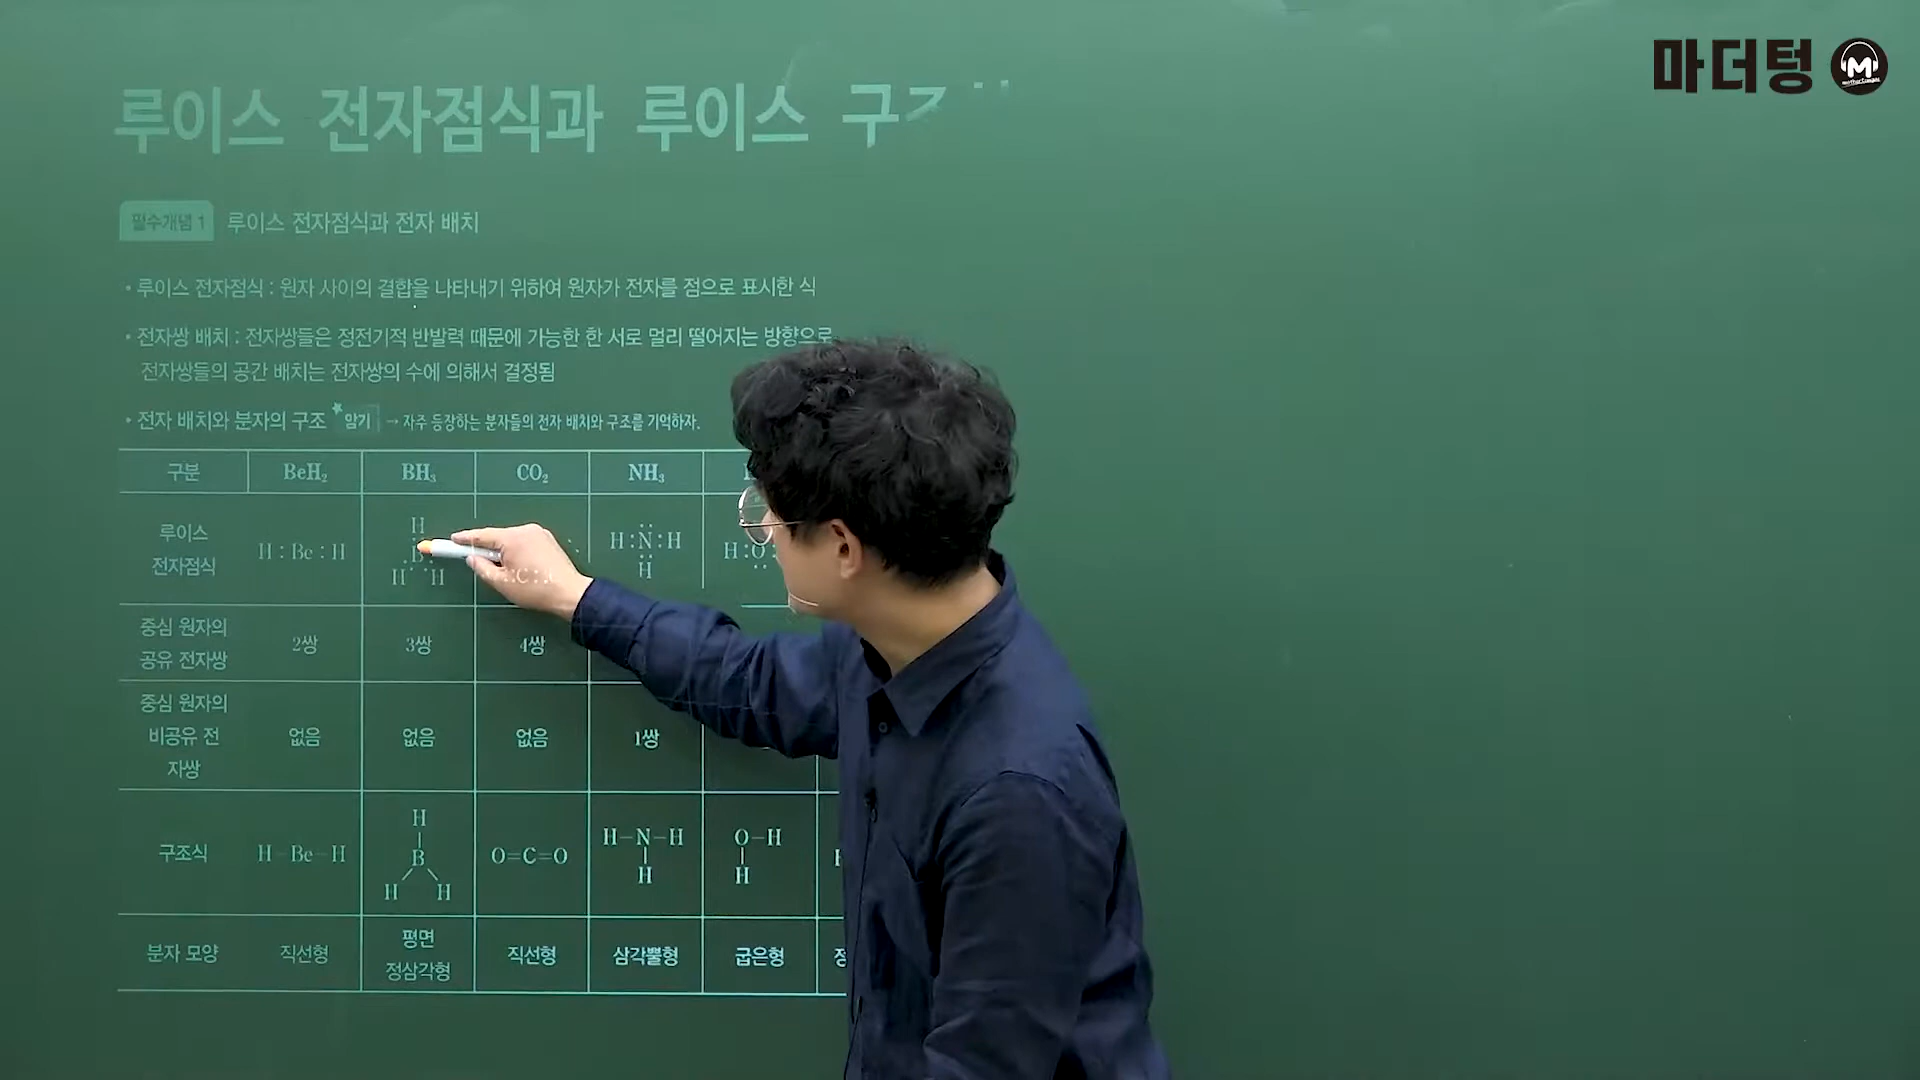 마더텅
루이스 전자점식과 루이스 구
필수개념 1 루이스 전자점식과 전자 배치
• 루이스 전자점식 : 원자 사이의 결합을 나타내기 위하여 원자가 전자를 점으로 표시한 식
• 전자쌍 배치 : 전자쌍들은 정전기적 반발력 때문에 가능한 한 서로 멀리 떨어지는 방향으로
전자쌍들의 공간 배치는 전자쌍의 수에 의해서 결정됨
• 전자 배치와 분자의 구조 *암기 → 자주 등장하는 분자들의 전자 배치와 구조를 기억하자.
구분 BeH₂ BH₃ CO₂ NH₃
루이스 전자점식 H : Be : H
중심 원자의 공유 전자쌍 2쌍 3쌍 4쌍
중심 원자의 비공유 전자쌍 없음 없음 없음 1쌍
구조식 H-Be-H H B H H O=C=O H-N-H H O-H H
분자 모양 직선형 평면 정삼각형 직선형 삼각뿔형 굽은형